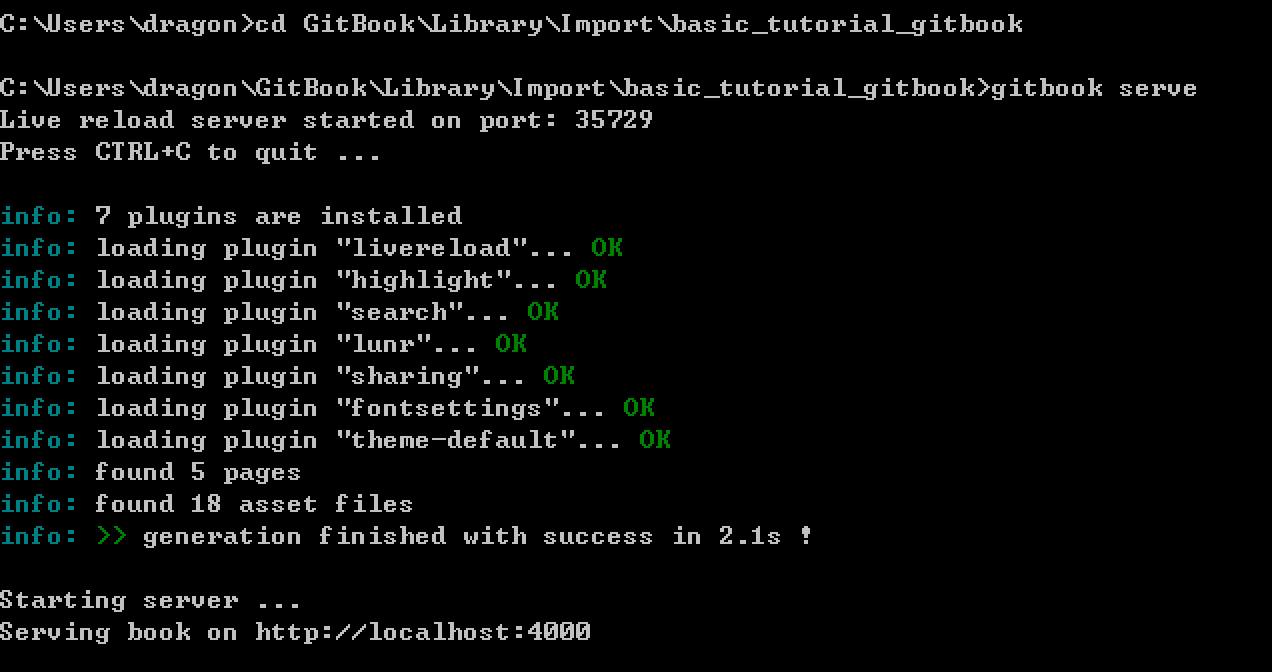 C:\Users\dragon>cd GitBook\Library\Import\basic_tutorial_gitbook
C:\Users\dragon\GitBook\Library\Import\basic_tutorial_gitbook>gitbook serve
Live reload server started on port: 35729
Press CTRL+C to quit ...
info: 7 plugins are installed
info: loading plugin "livereload"... OK
info: loading plugin "highlight"... OK
info: loading plugin "search"... OK
info: loading plugin "lunr"... OK
info: loading plugin "sharing"... OK
info: loading plugin "fontsettings"... OK
info: loading plugin "theme-default"... OK
info: found 5 pages
info: found 18 asset files
info: >> generation finished with success in 2.1s !
Starting server ...
Serving book on http://localhost:4000